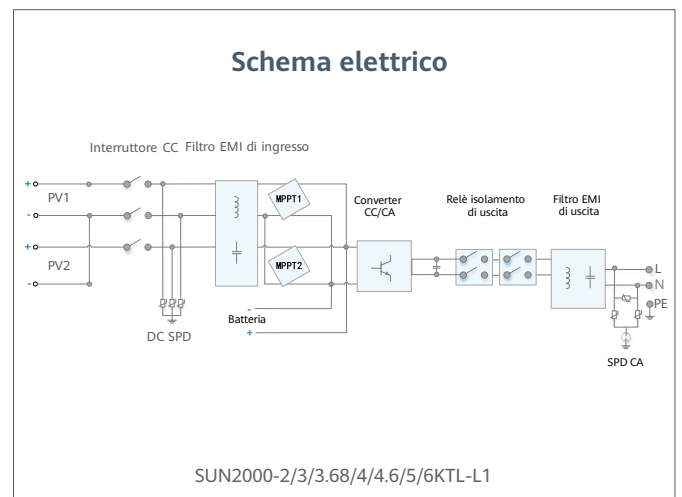 Schema elettrico
Interruttore CC Filtro EMI di ingresso
+
PV1
-
+
PV2
-
MPPT1
MPPT2
Converter
CC/CA
Relè isolamento
di uscita
Filtro EMI
di uscita
L
N
PE
-
Batteria
+
DC SPD
SPD CA
SUN2000-2/3/3.68/4/4.6/5/6KTL-L1